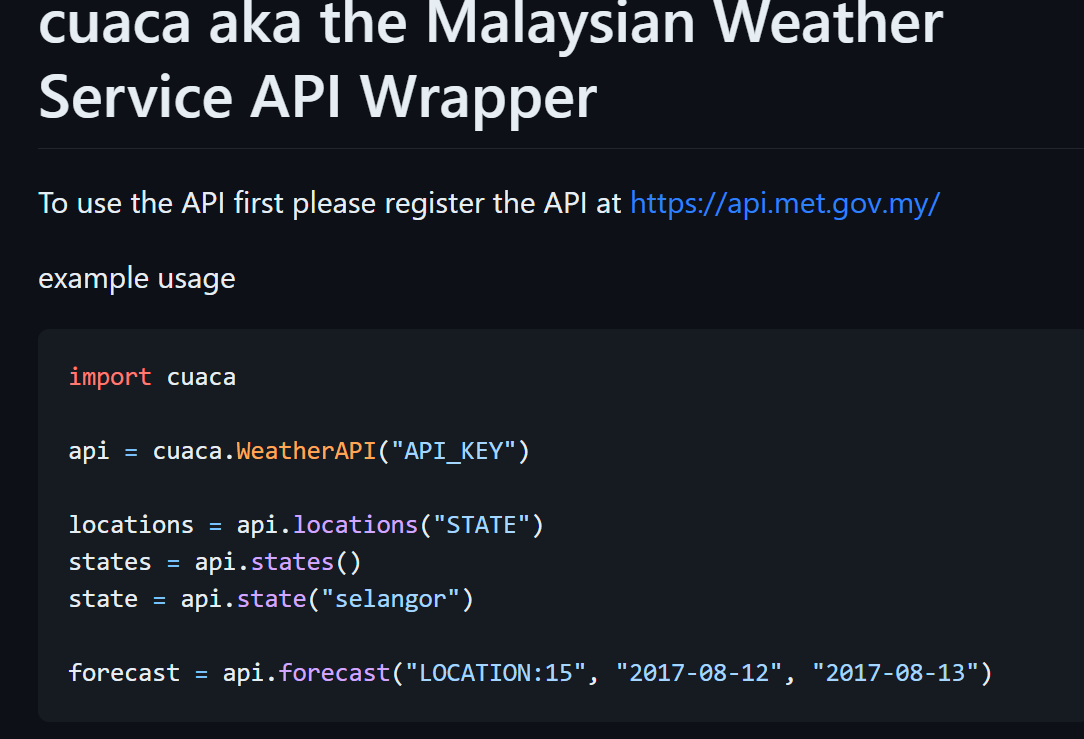 cuaca aka the Malaysian Weather
Service API Wrapper
To use the API first please register the API at https://api.met.gov.my/
example usage
import cuaca
api = cuaca.WeatherAPI("API_KEY")
locations = api.locations("STATE")
states = api.states()
state = api.state("selangor")
forecast = api.forecast("LOCATION:15", "2017-08-12", "2017-08-13")